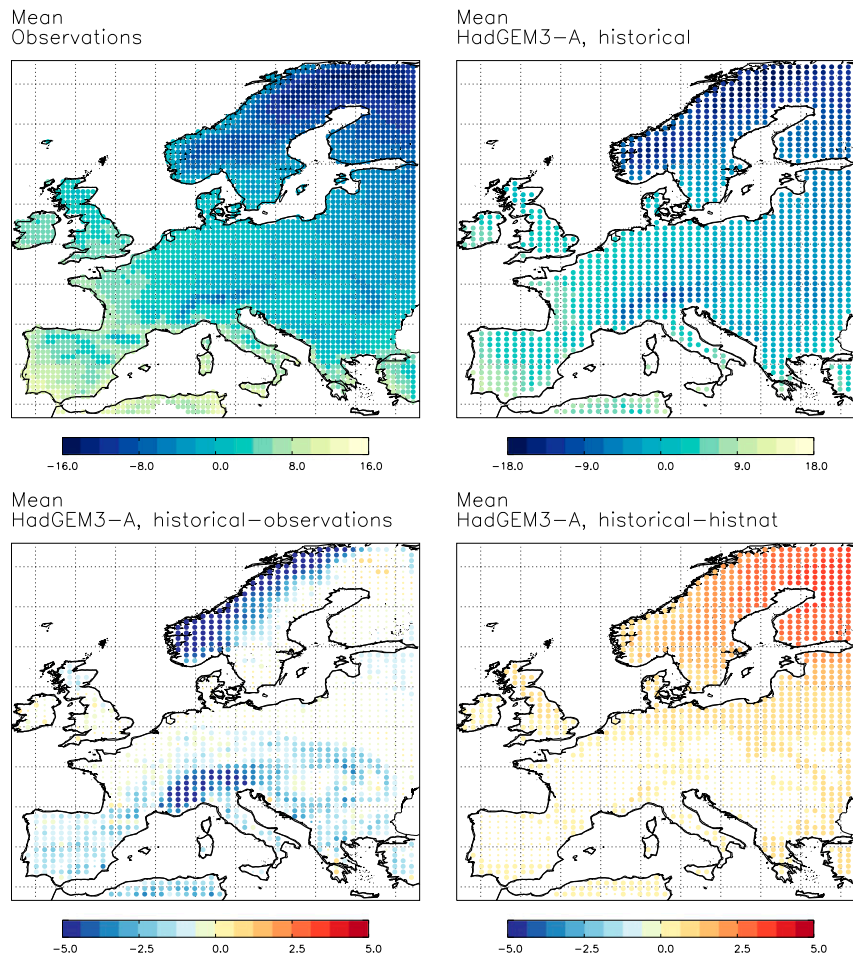 Mean
Observations
Mean
HadGEM3-A, historical
-16.0 -8.0 0.0 8.0 16.0
-18.0 -9.0 0.0 9.0 18.0
Mean
HadGEM3-A, historical-observations
Mean
HadGEM3-A, historical-histnat
-5.0 -2.5 0.0 2.5 5.0
-5.0 -2.5 0.0 2.5 5.0